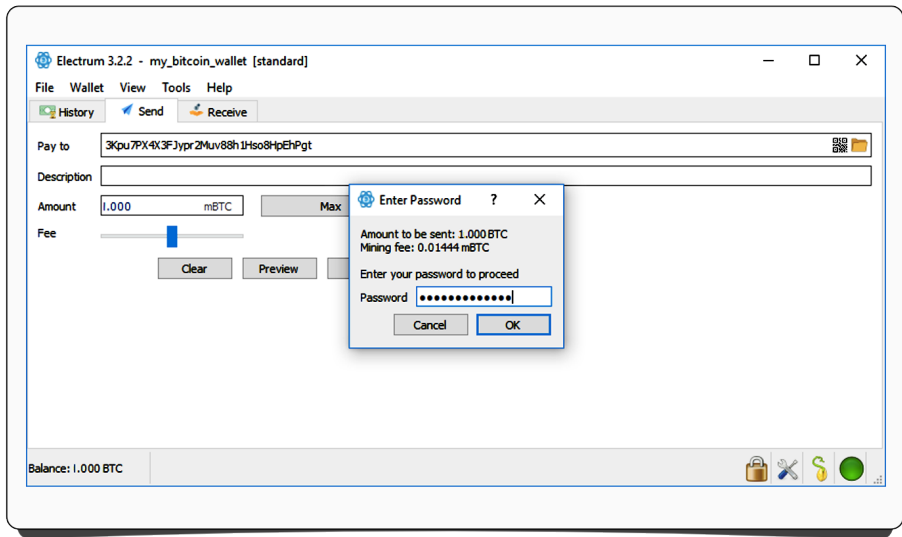 Electrum 3.2.2 - my_bitcoin_wallet [standard]
File Wallet View Tools Help
History Send Receive
Pay to 3Kpu7PX4X3FJypr2Muv88h1Hso8HpEhPgt
Description
Amount 1.000 mBTC Max
Fee
Clear Preview
Enter Password ?
Amount to be sent: 1.000 BTC
Mining fee: 0.01444 mBTC
Enter your password to proceed
Password
Cancel OK
Balance: 1.000 BTC